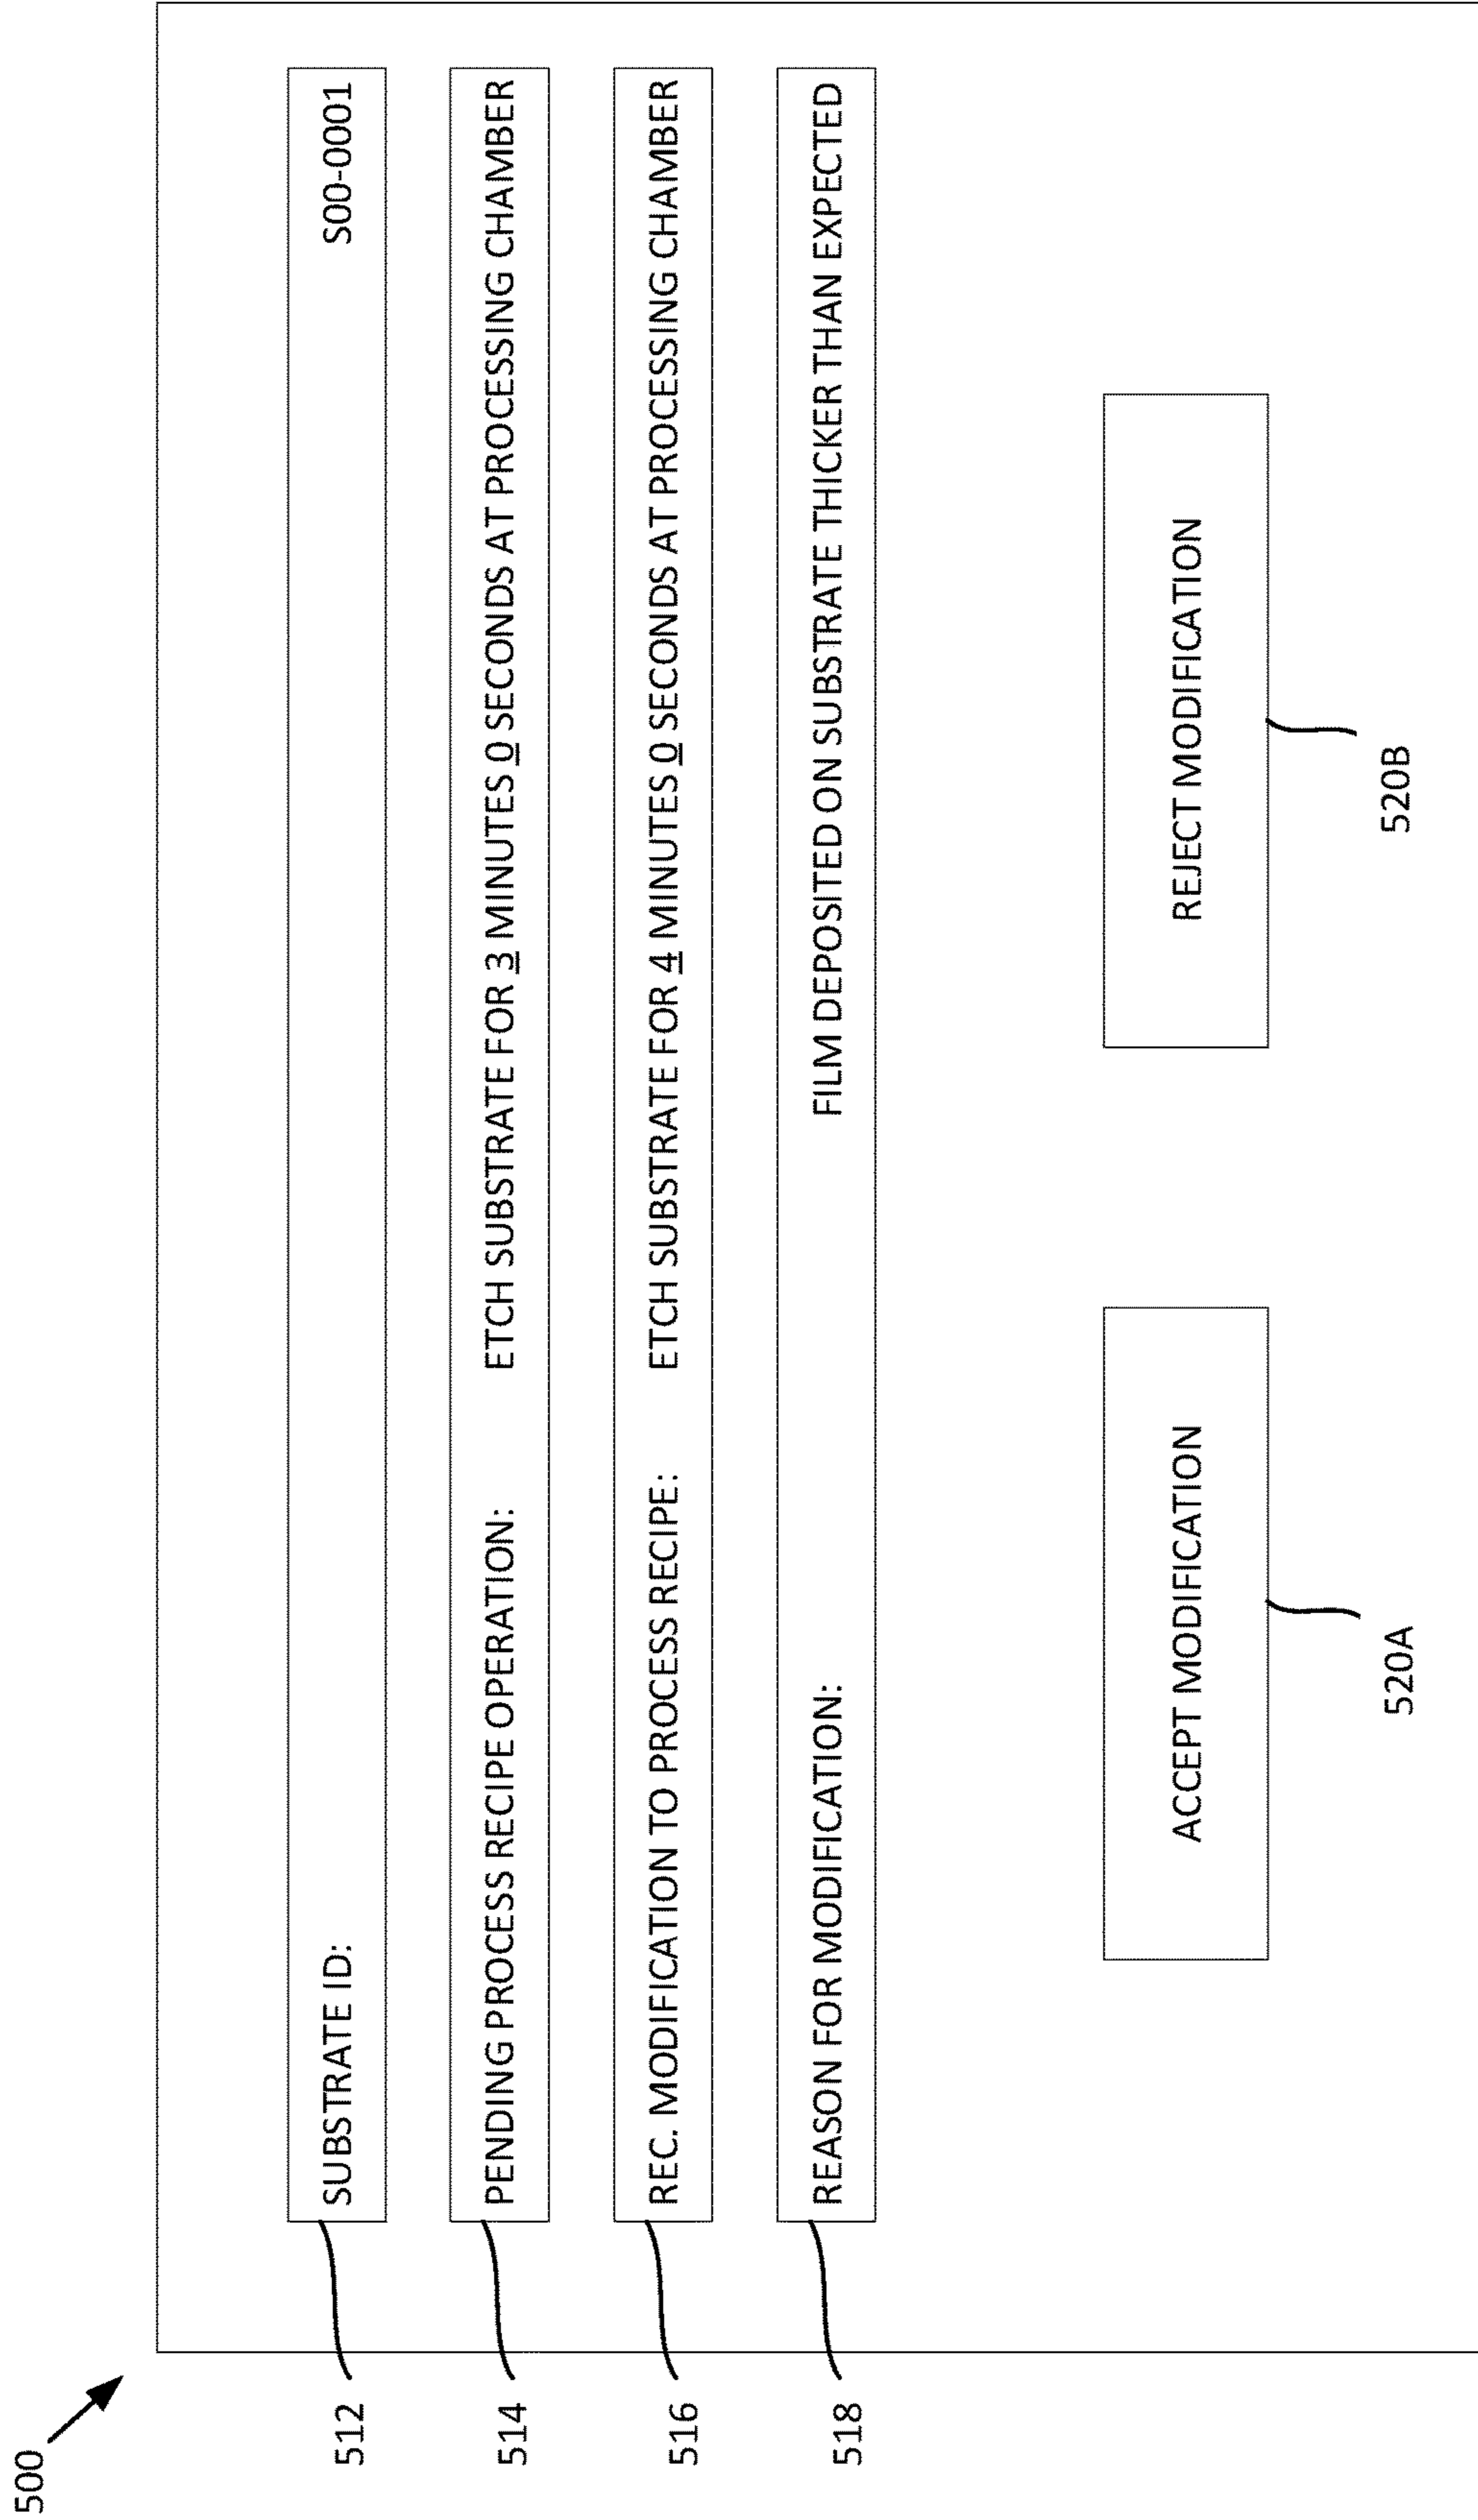 500
512 SUBSTRATE ID: S00-0001
514 PENDING PROCESS RECIPE OPERATION: ETCH SUBSTRATE FOR 3 MINUTES 0 SECONDS AT PROCESSING CHAMBER
516 REC. MODIFICATION TO PROCESS RECIPE: ETCH SUBSTRATE FOR 4 MINUTES 0 SECONDS AT PROCESSING CHAMBER
518 REASON FOR MODIFICATION: FILM DEPOSITED ON SUBSTRATE THICKER THAN EXPECTED
ACCEPT MODIFICATION REJECT MODIFICATION
520A 520B